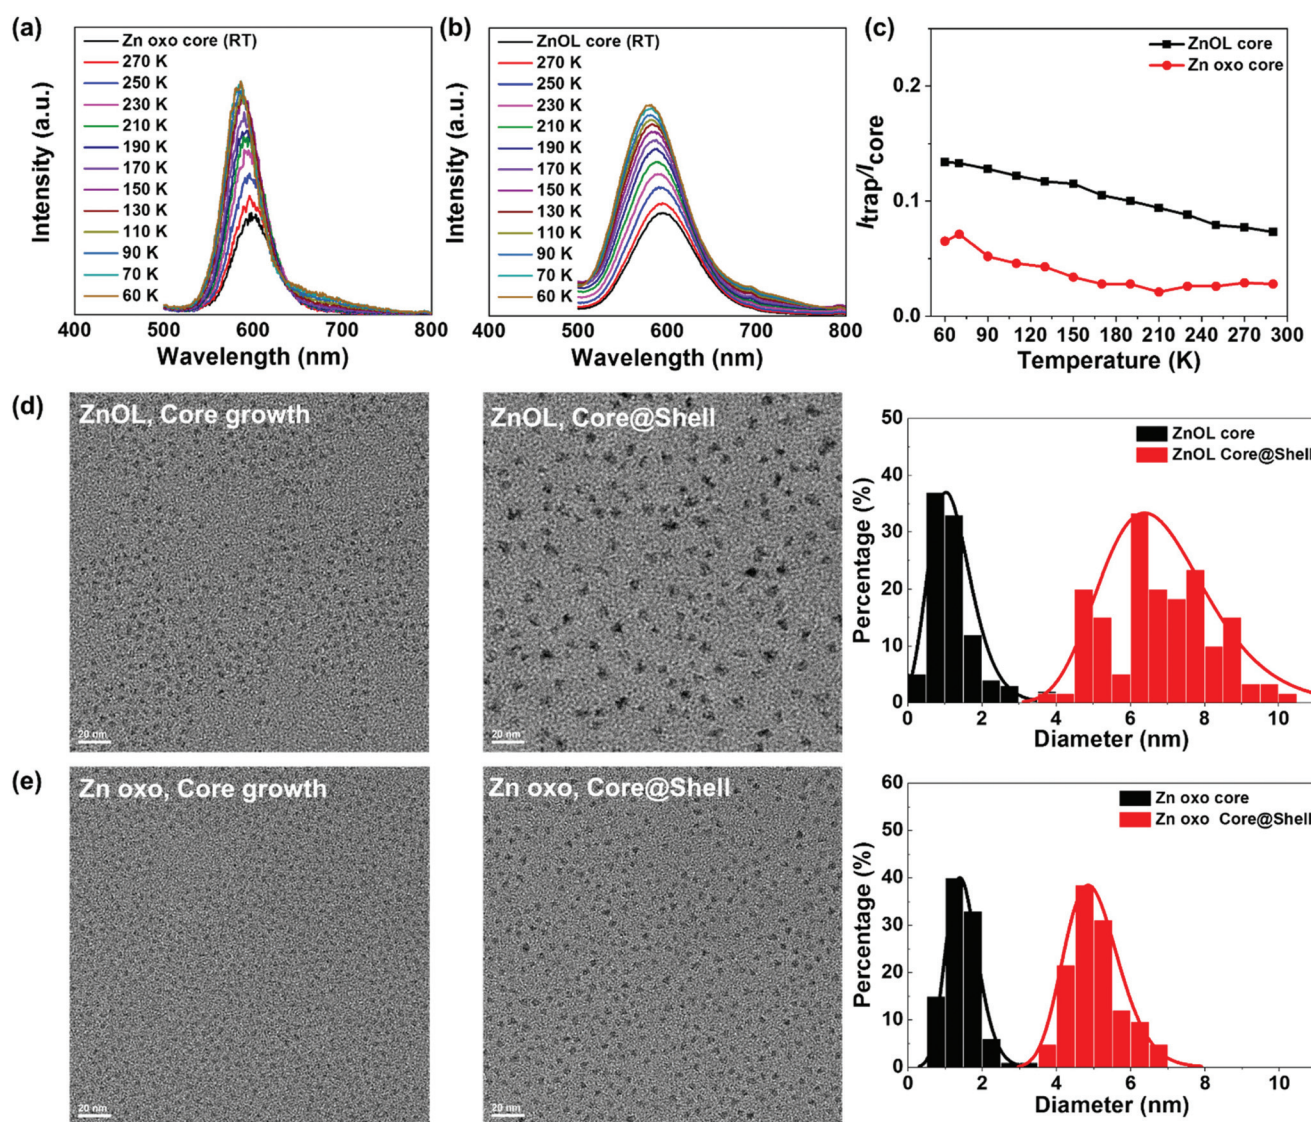 (a)
Zn oxo core (RT)
270 K
250 K
230 K
210 K
190 K
170 K
150 K
130 K
110 K
90 K
70 K
60 K
Intensity (a.u.)
400 500 600 700 800
Wavelength (nm)
(b)
ZnOL core (RT)
270 K
250 K
230 K
210 K
190 K
170 K
150 K
130 K
110 K
90 K
70 K
60 K
Intensity (a.u.)
400 500 600 700 800
Wavelength (nm)
(c)
ZnOL core
Zn oxo core
Itrap/Icore
0.2
0.1
0.0
60 90 120 150 180 210 240 270 300
Temperature (K)
(d)
ZnOL, Core growth
20 nm
ZnOL, Core@Shell
20 nm
ZnOL core
ZnOL Core@Shell
Percentage (%)
50
40
30
20
10
0
0 2 4 6 8 10
Diameter (nm)
(e)
Zn oxo, Core growth
20 nm
Zn oxo, Core@Shell
20 nm
Zn oxo core
Zn oxo Core@Shell
Percentage (%)
60
50
40
30
20
10
0
0 2 4 6 8 10
Diameter (nm)